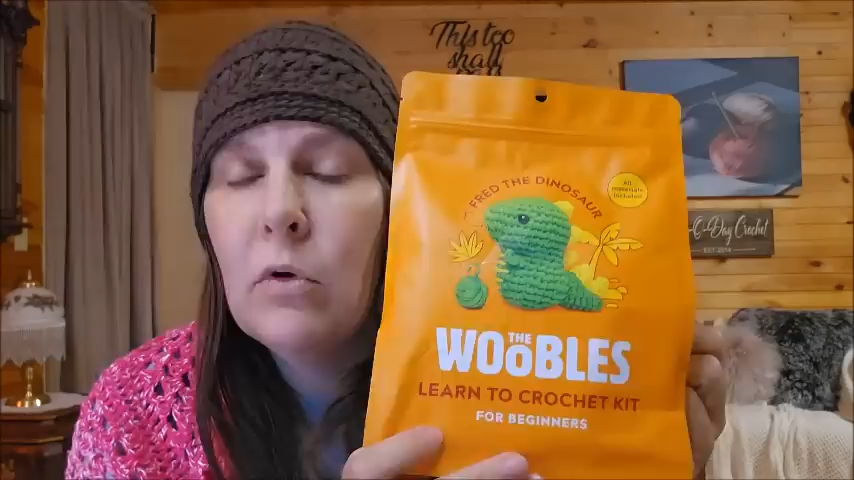 This too
shall
All
materials
included
FRED THE DINOSAUR
-O-Day Crochet
EST. 2014
THE
WOOBLES
LEARN TO CROCHET KIT
FOR BEGINNERS